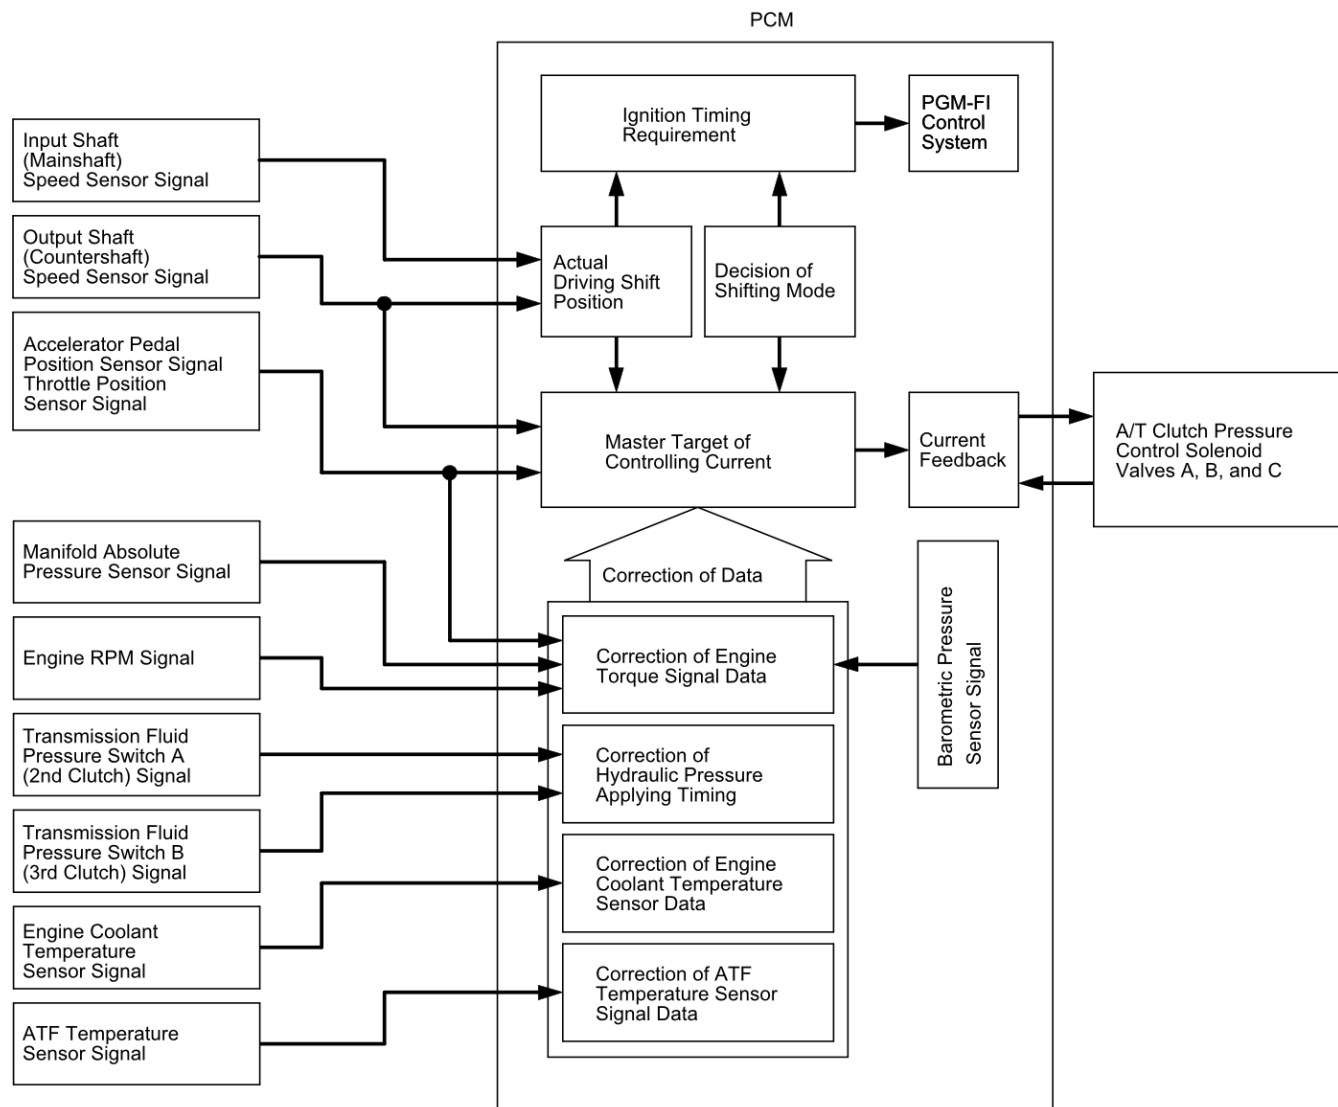 PCM
Ignition Timing
Requirement
PGM-FI
Control
System
Input Shaft
(Mainshaft)
Speed Sensor Signal
Output Shaft
(Countershaft)
Speed Sensor Signal
Actual
Driving Shift
Position
Decision of
Shifting Mode
Accelerator Pedal
Position Sensor Signal
Throttle Position
Sensor Signal
Master Target of
Controlling Current
Current
Feedback
A/T Clutch Pressure
Control Solenoid
Valves A, B, and C
Manifold Absolute
Pressure Sensor Signal
Correction of Data
Engine RPM Signal
Correction of Engine
Torque Signal Data
Barometric Pressure
Sensor Signal
Transmission Fluid
Pressure Switch A
(2nd Clutch) Signal
Correction of
Hydraulic Pressure
Applying Timing
Transmission Fluid
Pressure Switch B
(3rd Clutch) Signal
Correction of Engine
Coolant Temperature
Sensor Data
Engine Coolant
Temperature
Sensor Signal
Correction of ATF
Temperature Sensor
Signal Data
ATF Temperature
Sensor Signal